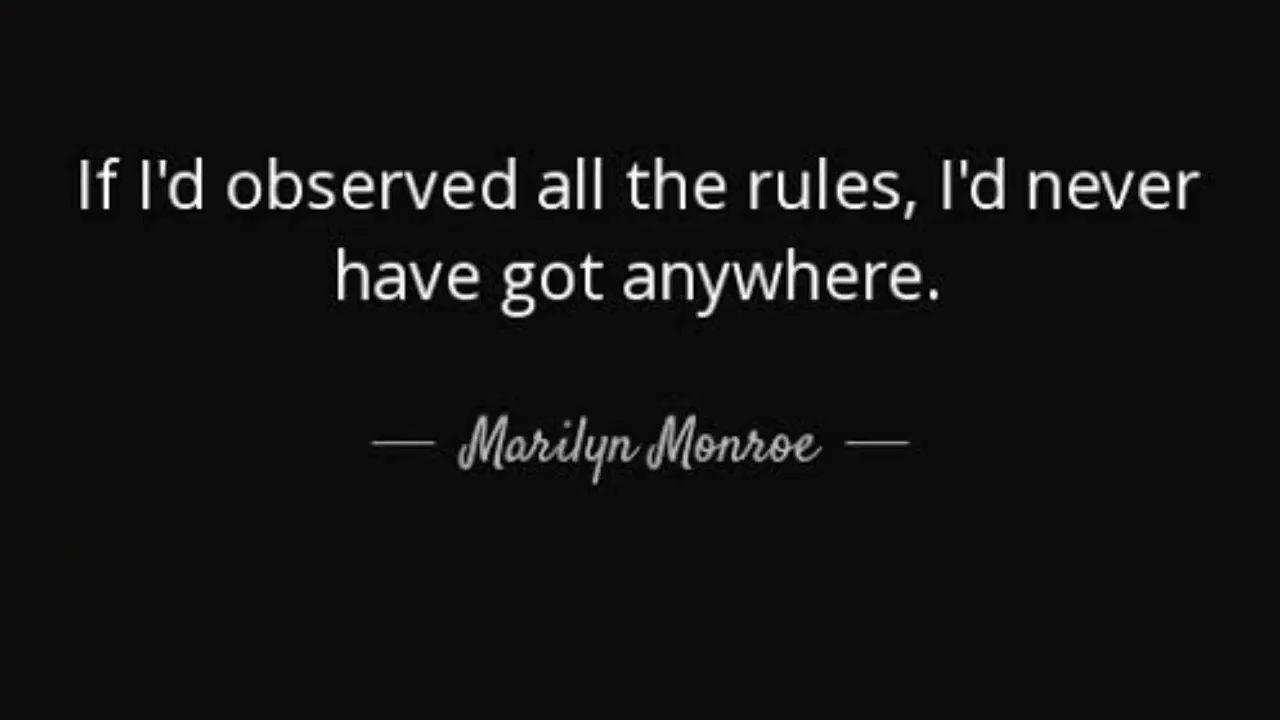 If I'd observed all the rules, I'd never
have got anywhere.
— Marilyn Monroe —